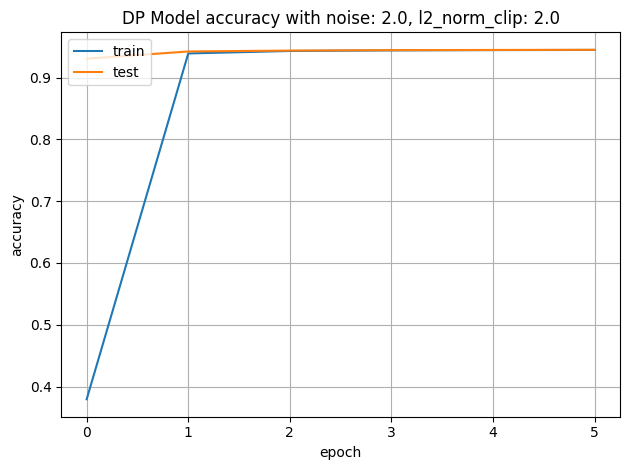 DP Model accuracy with noise: 2.0, l2_norm_clip: 2.0
train
test
accuracy
0.9
0.8
0.7
0.6
0.5
0.4
0 1 2 3 4 5
epoch